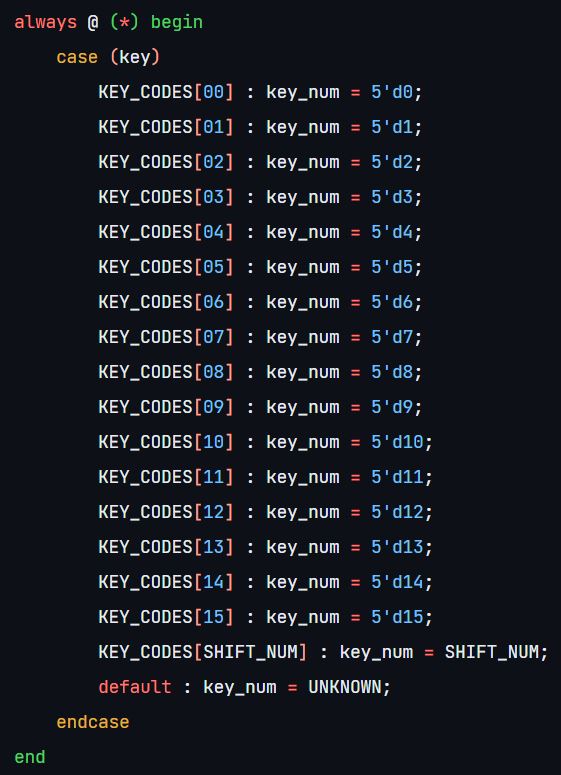 always @ (*) begin
    case (key)
        KEY_CODES[00] : key_num = 5'd0;
        KEY_CODES[01] : key_num = 5'd1;
        KEY_CODES[02] : key_num = 5'd2;
        KEY_CODES[03] : key_num = 5'd3;
        KEY_CODES[04] : key_num = 5'd4;
        KEY_CODES[05] : key_num = 5'd5;
        KEY_CODES[06] : key_num = 5'd6;
        KEY_CODES[07] : key_num = 5'd7;
        KEY_CODES[08] : key_num = 5'd8;
        KEY_CODES[09] : key_num = 5'd9;
        KEY_CODES[10] : key_num = 5'd10;
        KEY_CODES[11] : key_num = 5'd11;
        KEY_CODES[12] : key_num = 5'd12;
        KEY_CODES[13] : key_num = 5'd13;
        KEY_CODES[14] : key_num = 5'd14;
        KEY_CODES[15] : key_num = 5'd15;
        KEY_CODES[SHIFT_NUM] : key_num = SHIFT_NUM;
        default : key_num = UNKNOWN;
    endcase
end